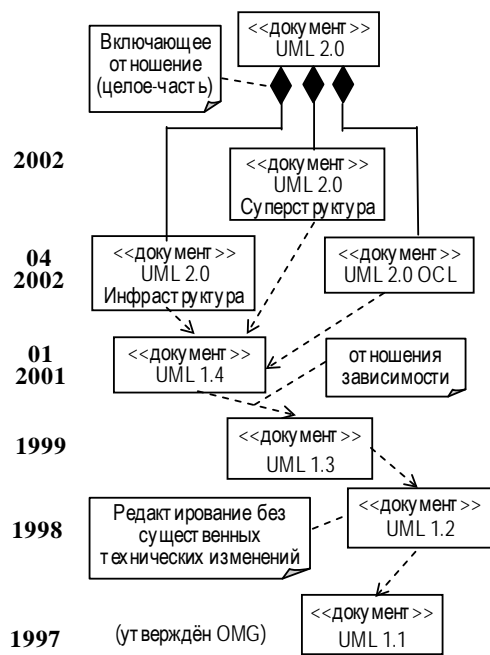 <<документ>>
UML 2.0
Включающее
отношение
(целое-часть)
2002
<<документ>>
UML 2.0
Суперструктура
04
2002
<<документ>>
UML 2.0
Инфраструктура
<<документ>>
UML 2.0 OCL
01
2001
<<документ>>
UML 1.4
отношения
зависимости
1999
<<документ>>
UML 1.3
1998
Редактирование без
существенных
технических изменений
<<документ>>
UML 1.2
1997
(утверждён OMG)
<<документ>>
UML 1.1